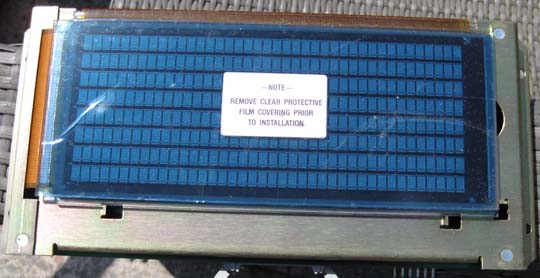 —NOTE—
REMOVE CLEAR PROTECTIVE
FILM COVERING PRIOR
TO INSTALLATION